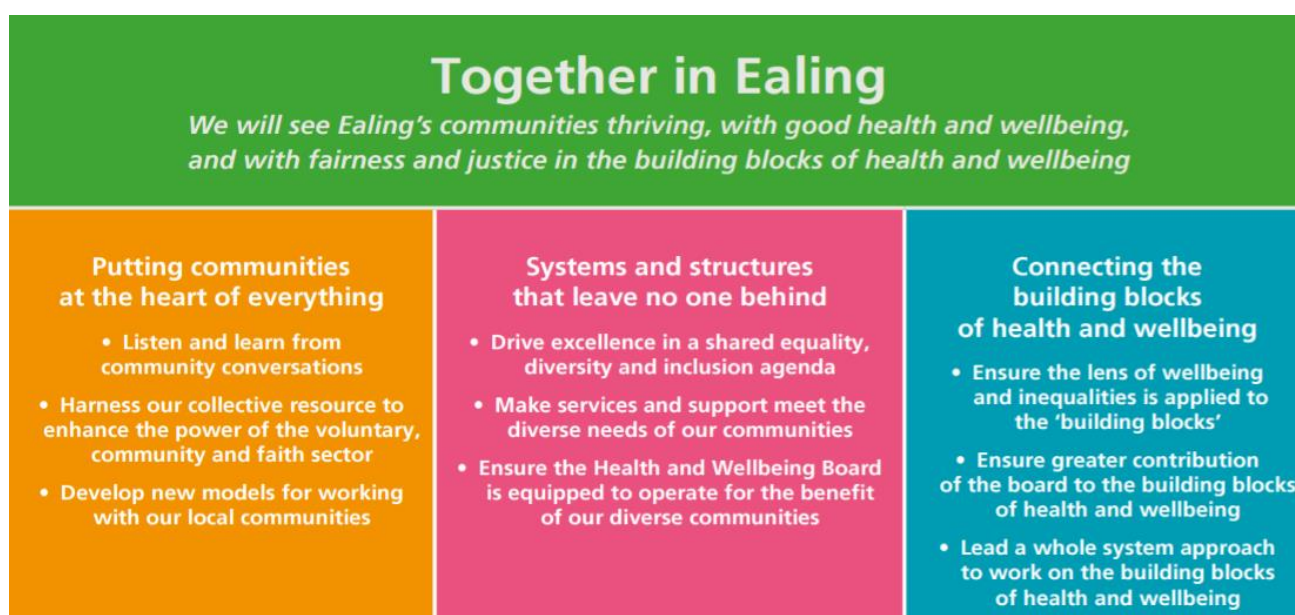 Together in Ealing
We will see Ealing’s communities thriving, with good health and wellbeing,
and with fairness and justice in the building blocks of health and wellbeing
Putting communities
at the heart of everything
• Listen and learn from
community conversations
• Harness our collective resource to
enhance the power of the voluntary,
community and faith sector
• Develop new models for working
with our local communities
Systems and structures
that leave no one behind
• Drive excellence in a shared equality,
diversity and inclusion agenda
• Make services and support meet the
diverse needs of our communities
• Ensure the Health and Wellbeing Board
is equipped to operate for the benefit
of our diverse communities
Connecting the
building blocks
of health and wellbeing
• Ensure the lens of wellbeing
and inequalities is applied to
the ‘building blocks’
• Ensure greater contribution
of the board to the building blocks
of health and wellbeing
• Lead a whole system approach
to work on the building blocks
of health and wellbeing